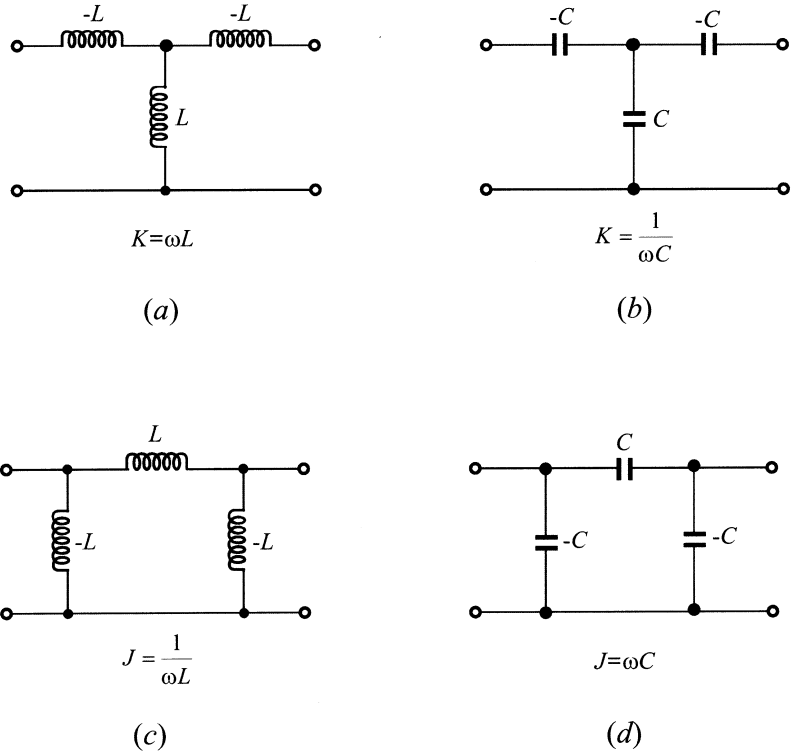 -L -L
L
K=ωL
(a)
-C -C
C
K = 1/ωC
(b)
L
-L -L
J = 1/ωL
(c)
C
-C -C
J=ωC
(d)